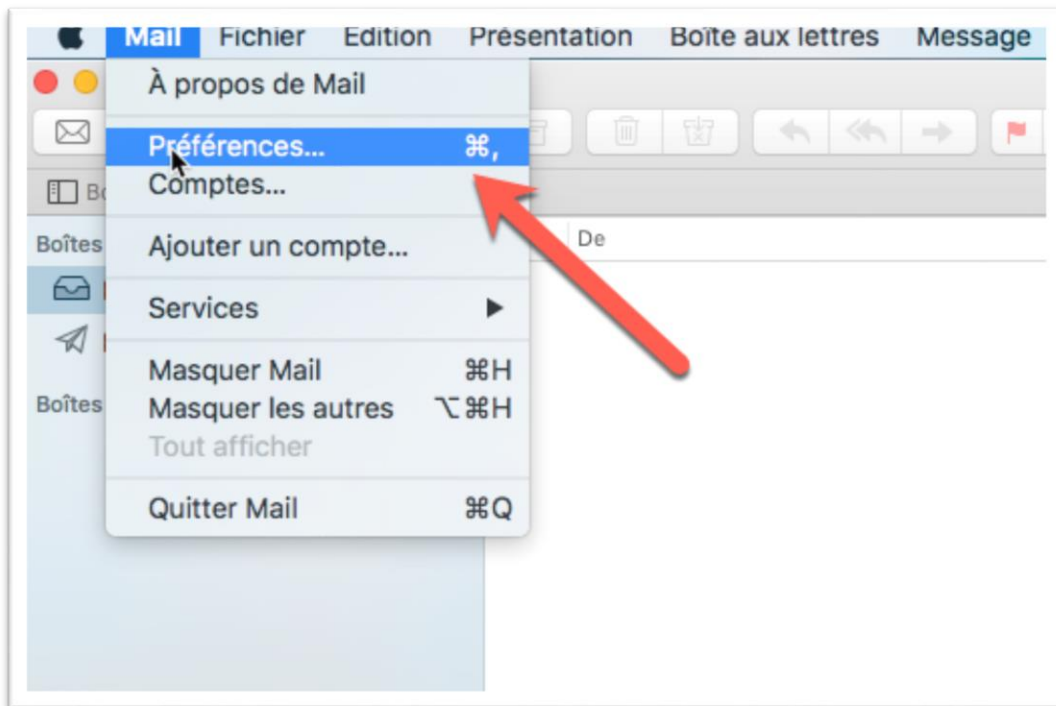 Mail Fichier Edition Présentation Boîte aux lettres Message
À propos de Mail
Préférences... ⌘,
Comptes...
Boîtes
De
Ajouter un compte...
Services ▶
Masquer Mail ⌘H
Masquer les autres ⌥⌘H
Boîtes
Tout afficher
Quitter Mail ⌘Q